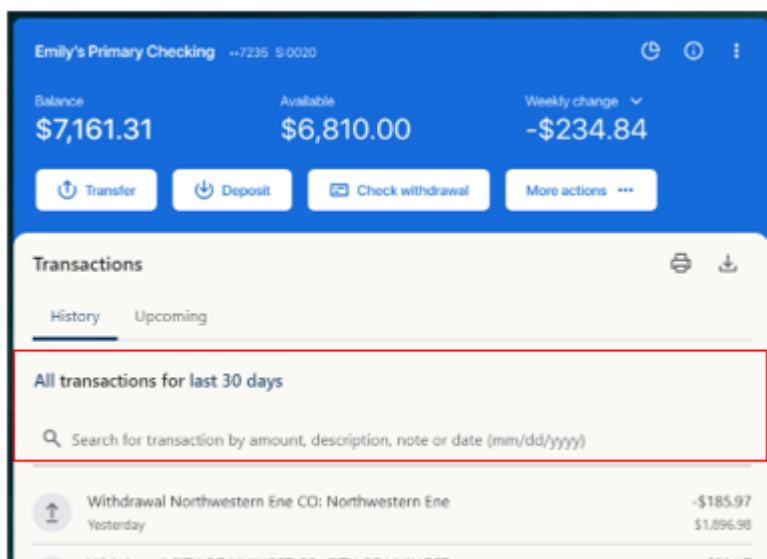 Emily's Primary Checking ··7235 S:0020
Balance
Available
Weekly change
$7,161.31
$6,810.00
-$234.84
Transfer
Deposit
Check withdrawal
More actions ···
Transactions
History
Upcoming
All transactions for last 30 days
Search for transaction by amount, description, note or date (mm/dd/yyyy)
Withdrawal Northwestern Ene CO: Northwestern Ene
-$185.97
Yesterday
$1,896.98